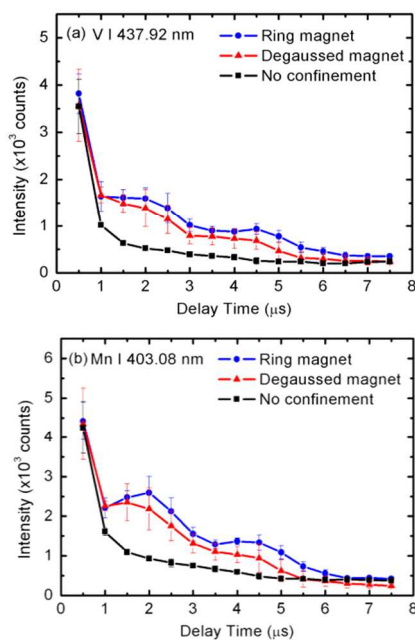 (a) V I 437.92 nm
Ring magnet
Degaussed magnet
No confinement
Intensity (x10³ counts)
5
4
3
2
1
0
0 1 2 3 4 5 6 7 8
Delay Time (μs)
(b) Mn I 403.08 nm
Ring magnet
Degaussed magnet
No confinement
Intensity (x10³ counts)
6
5
4
3
2
1
0
0 1 2 3 4 5 6 7 8
Delay Time (μs)